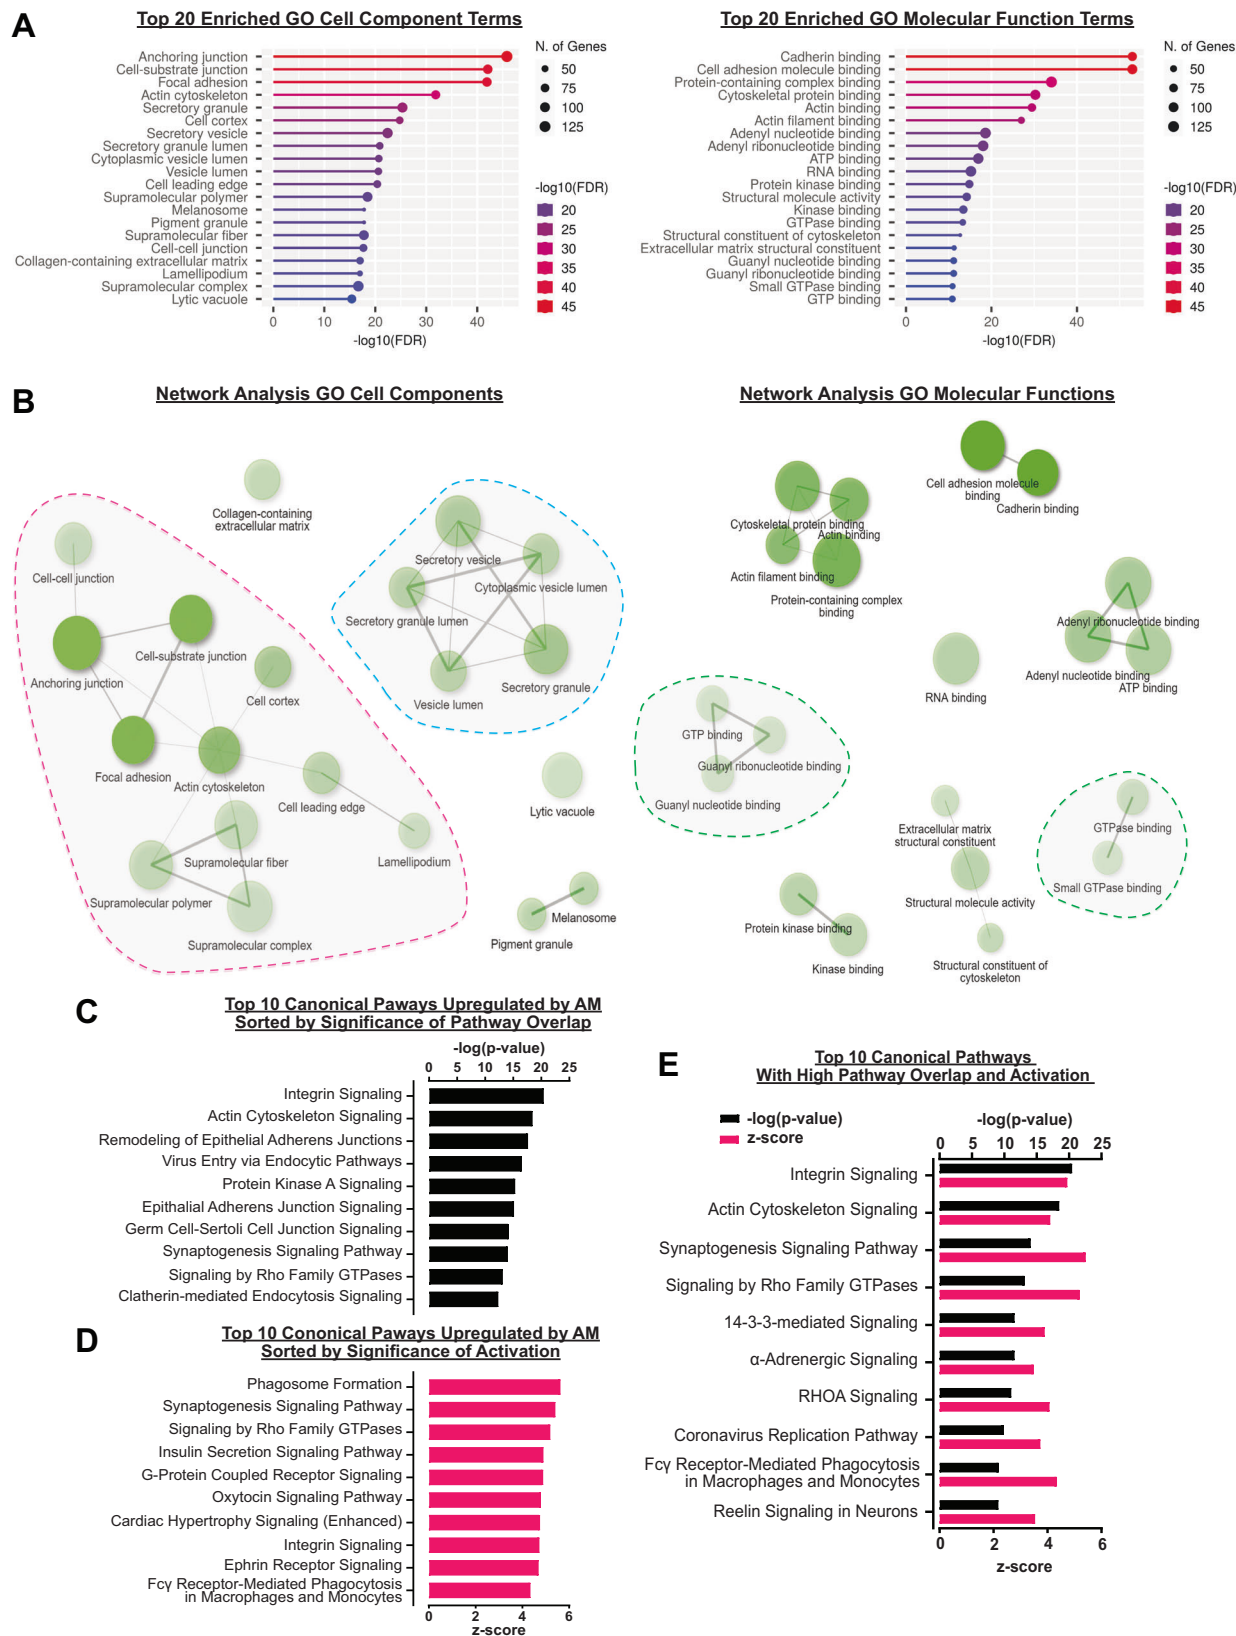 A
Top 20 Enriched GO Cell Component Terms
Anchoring junction
Cell-substrate junction
Focal adhesion
Actin cytoskeleton
Secretory granule
Cell cortex
Secretory vesicle
Secretory granule lumen
Cytoplasmic vesicle lumen
Vesicle lumen
Cell leading edge
Supramolecular polymer
Melanosome
Pigment granule
Supramolecular fiber
Cell-cell junction
Collagen-containing extracellular matrix
Lamellipodium
Supramolecular complex
Lytic vacuole
0 10 20 30 40
-log10(FDR)
N. of Genes
50
75
100
125
-log10(FDR)
20
25
30
35
40
45
Top 20 Enriched GO Molecular Function Terms
Cadherin binding
Cell adhesion molecule binding
Protein-containing complex binding
Cytoskeletal protein binding
Actin binding
Actin filament binding
Adenyl nucleotide binding
Adenyl ribonucleotide binding
ATP binding
RNA binding
Protein kinase binding
Structural molecule activity
Kinase binding
GTPase binding
Structural constituent of cytoskeleton
Extracellular matrix structural constituent
Guanyl nucleotide binding
Guanyl ribonucleotide binding
Small GTPase binding
GTP binding
0 20 40
-log10(FDR)
N. of Genes
50
75
100
125
-log10(FDR)
20
25
30
35
40
45
B
Network Analysis GO Cell Components
Collagen-containing
extracellular matrix
Cell-cell junction
Cell-substrate junction
Anchoring junction
Cell cortex
Focal adhesion
Actin cytoskeleton
Cell leading edge
Supramolecular fiber
Lamellipodium
Supramolecular polymer
Supramolecular complex
Secretory vesicle
Cytoplasmic vesicle lumen
Secretory granule lumen
Secretory granule
Vesicle lumen
Lytic vacuole
Melanosome
Pigment granule
Network Analysis GO Molecular Functions
Cell adhesion molecule
binding
Cadherin binding
Cytoskeletal protein binding
Actin binding
Actin filament binding
Protein-containing complex
binding
Adenyl ribonucleotide binding
Adenyl nucleotide binding
ATP binding
RNA binding
GTP binding
Guanyl ribonucleotide binding
Guanyl nucleotide binding
Extracellular matrix
structural constituent
GTPase binding
Small GTPase binding
Structural molecule activity
Protein kinase binding
Kinase binding
Structural constituent of
cytoskeleton
C
Top 10 Canonical Paways Upregulated by AM
Sorted by Significance of Pathway Overlap
-log(p-value)
0 5 10 15 20 25
Integrin Signaling
Actin Cytoskeleton Signaling
Remodeling of Epithelial Adherens Junctions
Virus Entry via Endocytic Pathways
Protein Kinase A Signaling
Epithelial Adherens Junction Signaling
Germ Cell-Sertoli Cell Junction Signaling
Synaptogenesis Signaling Pathway
Signaling by Rho Family GTPases
Clatherin-mediated Endocytosis Signaling
D
Top 10 Cononical Paways Upregulated by AM
Sorted by Significance of Activation
Phagosome Formation
Synaptogenesis Signaling Pathway
Signaling by Rho Family GTPases
Insulin Secretion Signaling Pathway
G-Protein Coupled Receptor Signaling
Oxytocin Signaling Pathway
Cardiac Hypertrophy Signaling (Enhanced)
Integrin Signaling
Ephrin Receptor Signaling
Fcγ Receptor-Mediated Phagocytosis
in Macrophages and Monocytes
0 2 4 6
z-score
E
Top 10 Canonical Pathways
With High Pathway Overlap and Activation
-log(p-value)
z-score
-log(p-value)
0 5 10 15 20 25
Integrin Signaling
Actin Cytoskeleton Signaling
Synaptogenesis Signaling Pathway
Signaling by Rho Family GTPases
14-3-3-mediated Signaling
α-Adrenergic Signaling
RHOA Signaling
Coronavirus Replication Pathway
Fcγ Receptor-Mediated Phagocytosis
in Macrophages and Monocytes
Reelin Signaling in Neurons
0 2 4 6
z-score